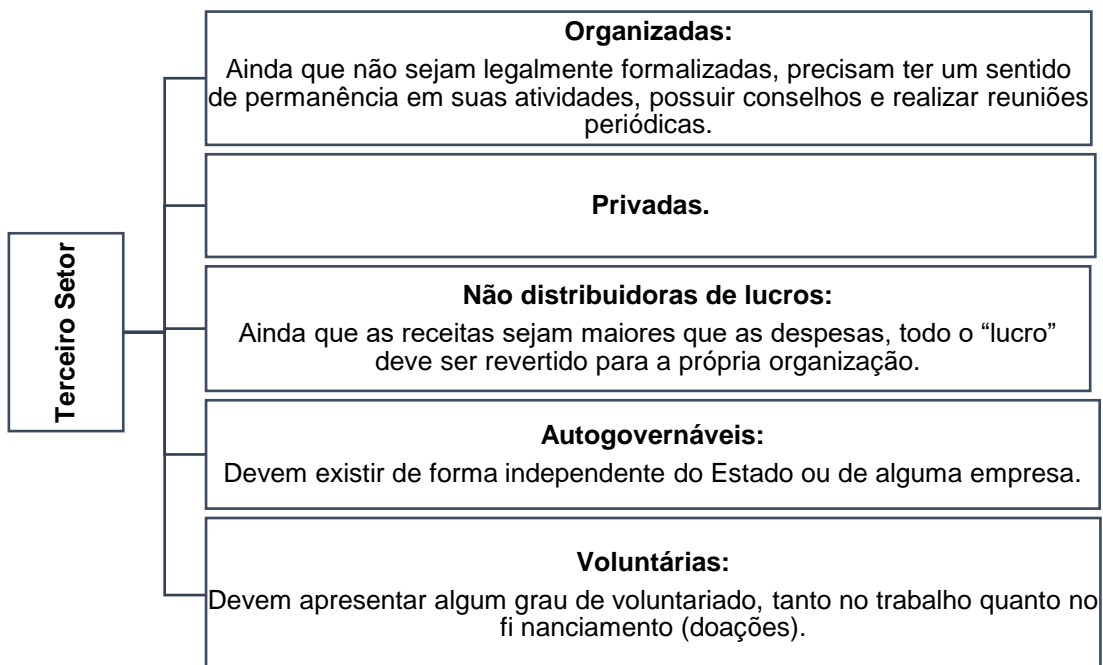 Terceiro Setor
Organizadas:
Ainda que não sejam legalmente formalizadas, precisam ter um sentido
de permanência em suas atividades, possuir conselhos e realizar reuniões
periódicas.
Privadas.
Não distribuidoras de lucros:
Ainda que as receitas sejam maiores que as despesas, todo o “lucro”
deve ser revertido para a própria organização.
Autogovernáveis:
Devem existir de forma independente do Estado ou de alguma empresa.
Voluntárias:
Devem apresentar algum grau de voluntariado, tanto no trabalho quanto no
fi nanciamento (doações).